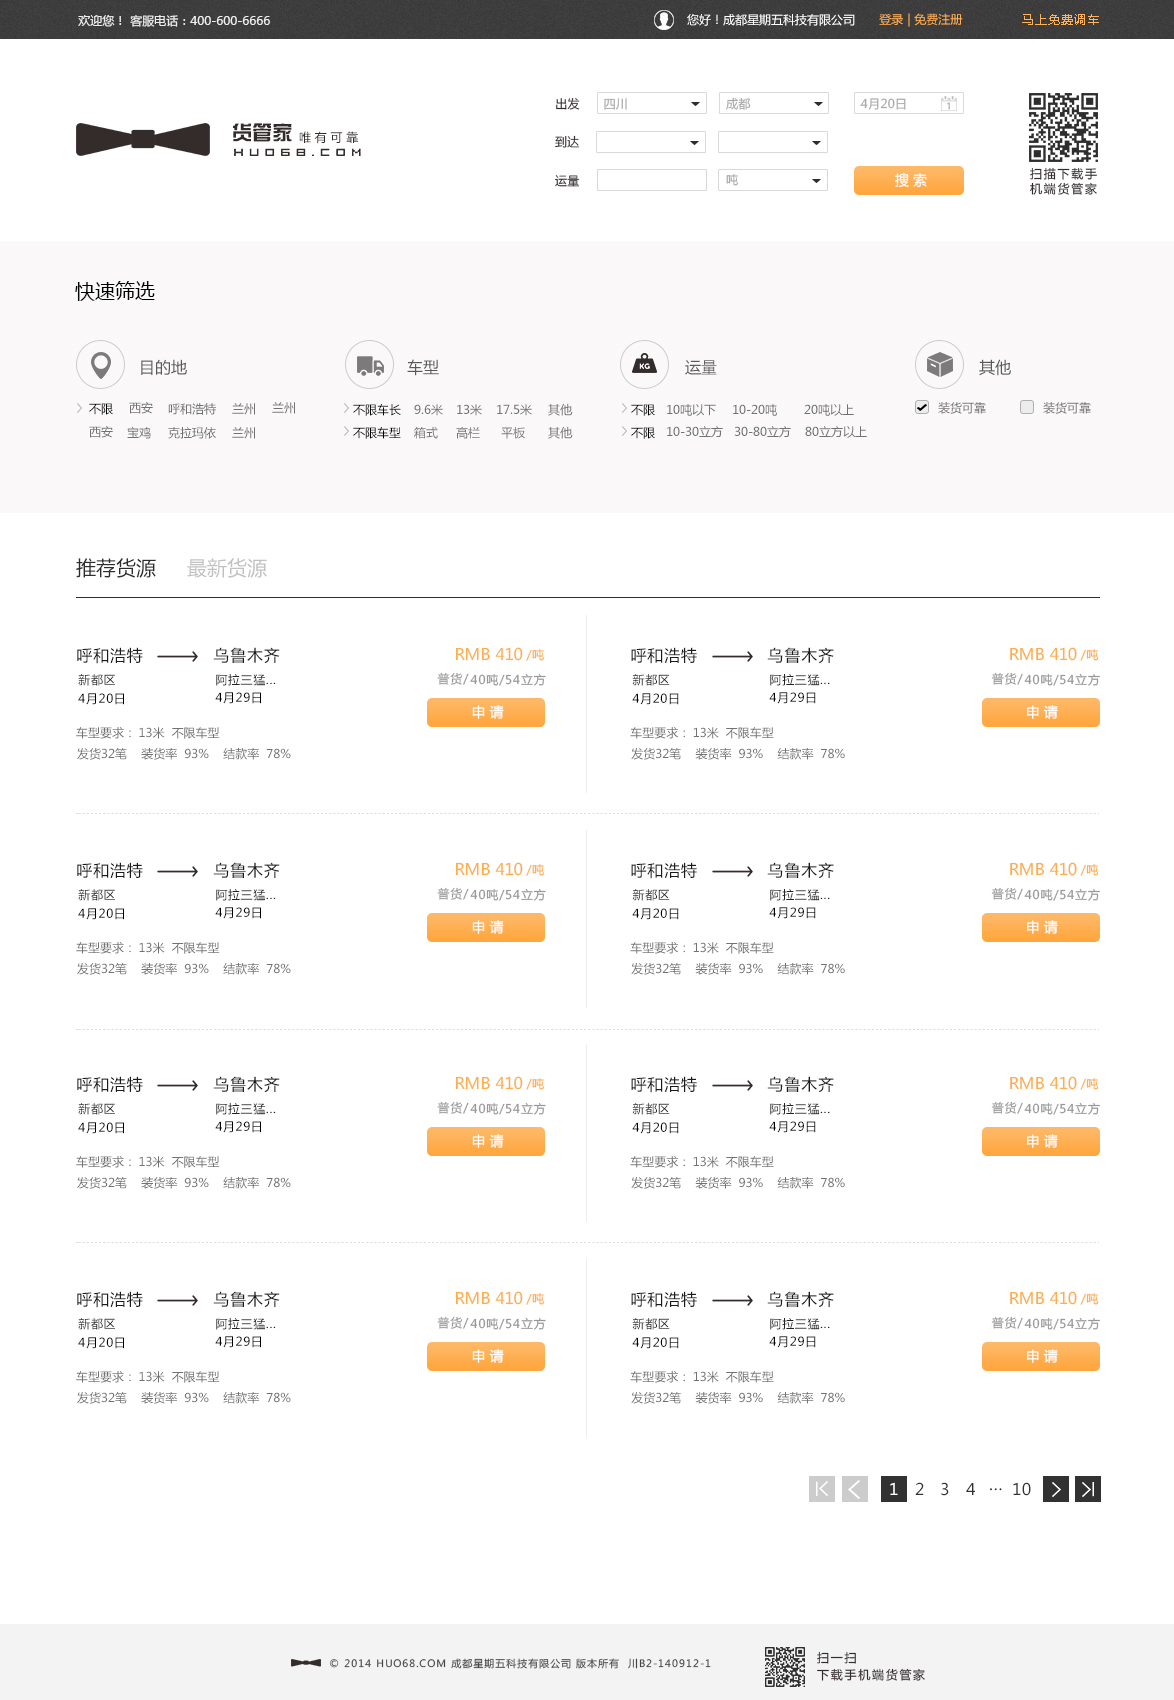 欢迎您！ 客服电话：400-600-6666 您好！成都星期五科技有限公司 登录 | 免费注册 马上免费调车
出发 四川 成都 4月20日 1
货管家 唯有可靠
HUO68.COM
到达
运量 吨 搜 索
扫描下载手
机端货管家
快速筛选
目的地 车型 KG 运量 其他
不限 西安 呼和浩特 兰州 兰州 不限车长 9.6米 13米 17.5米 其他 不限 10吨以下 10-20吨 20吨以上 装货可靠 装货可靠
西安 宝鸡 克拉玛依 兰州 不限车型 箱式 高栏 平板 其他 不限 10-30立方 30-80立方 80立方以上
推荐货源 最新货源
呼和浩特 乌鲁木齐 RMB 410 /吨 呼和浩特 乌鲁木齐 RMB 410 /吨
新都区 阿拉三猛... 普货/40吨/54立方 新都区 阿拉三猛... 普货/40吨/54立方
4月20日 4月29日 申 请 4月20日 4月29日 申 请
车型要求： 13米 不限车型 车型要求： 13米 不限车型
发货32笔 装货率 93% 结款率 78% 发货32笔 装货率 93% 结款率 78%
呼和浩特 乌鲁木齐 RMB 410 /吨 呼和浩特 乌鲁木齐 RMB 410 /吨
新都区 阿拉三猛... 普货/40吨/54立方 新都区 阿拉三猛... 普货/40吨/54立方
4月20日 4月29日 申 请 4月20日 4月29日 申 请
车型要求： 13米 不限车型 车型要求： 13米 不限车型
发货32笔 装货率 93% 结款率 78% 发货32笔 装货率 93% 结款率 78%
呼和浩特 乌鲁木齐 RMB 410 /吨 呼和浩特 乌鲁木齐 RMB 410 /吨
新都区 阿拉三猛... 普货/40吨/54立方 新都区 阿拉三猛... 普货/40吨/54立方
4月20日 4月29日 申 请 4月20日 4月29日 申 请
车型要求： 13米 不限车型 车型要求： 13米 不限车型
发货32笔 装货率 93% 结款率 78% 发货32笔 装货率 93% 结款率 78%
呼和浩特 乌鲁木齐 RMB 410 /吨 呼和浩特 乌鲁木齐 RMB 410 /吨
新都区 阿拉三猛... 普货/40吨/54立方 新都区 阿拉三猛... 普货/40吨/54立方
4月20日 4月29日 申 请 4月20日 4月29日 申 请
车型要求： 13米 不限车型 车型要求： 13米 不限车型
发货32笔 装货率 93% 结款率 78% 发货32笔 装货率 93% 结款率 78%
1 2 3 4 ··· 10
© 2014 HUO68.COM 成都星期五科技有限公司 版本所有 川B2-140912-1
扫一扫
下载手机端货管家